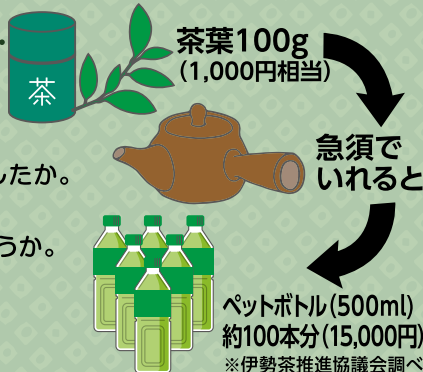 茶
茶葉100g
（1,000円相当）
したか。
急須で
いれると
うか。
ペットボトル（500ml）
約100本分（15,000円）
※伊勢茶推進協議会調べ